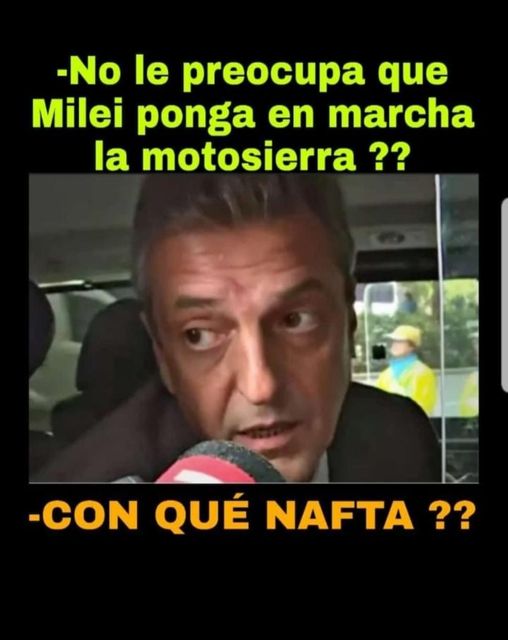 -No le preocupa que
Milei ponga en marcha
la motosierra ??
-CON QUÉ NAFTA ??